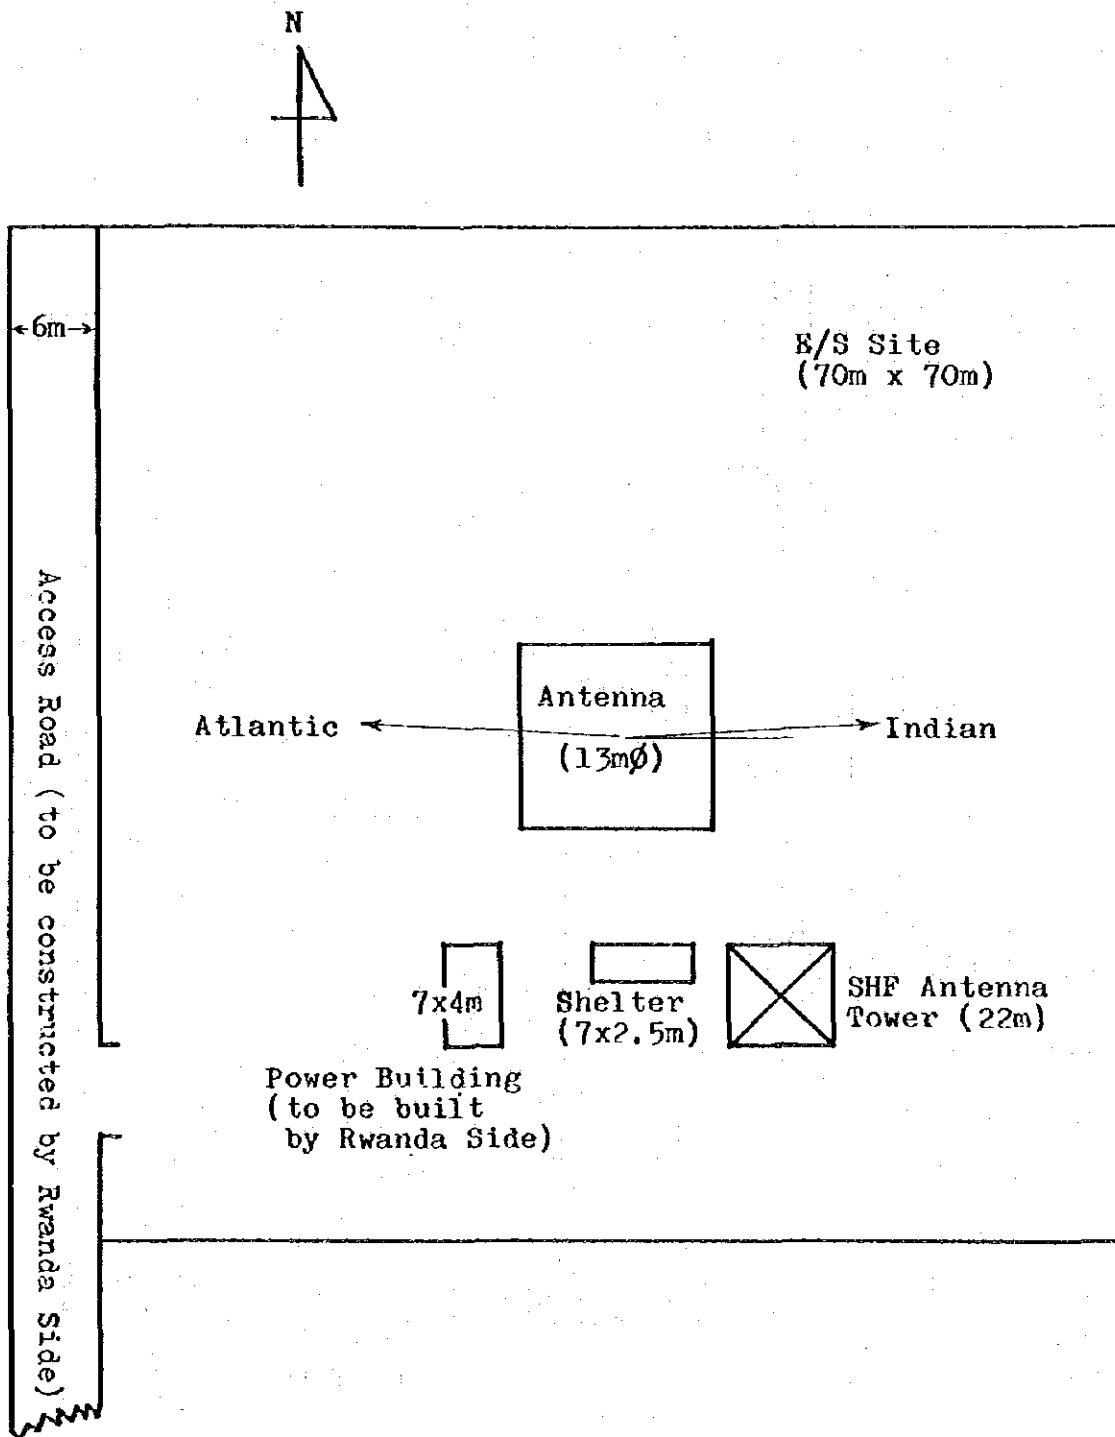 N
6m
E/S Site
(70m x 70m)
Access Road (to be constructed by Rwanda Side)
Antenna
(13mØ)
Atlantic
Indian
7x4m
Shelter
(7x2.5m)
SHF Antenna
Tower (22m)
Power Building
(to be built
by Rwanda Side)